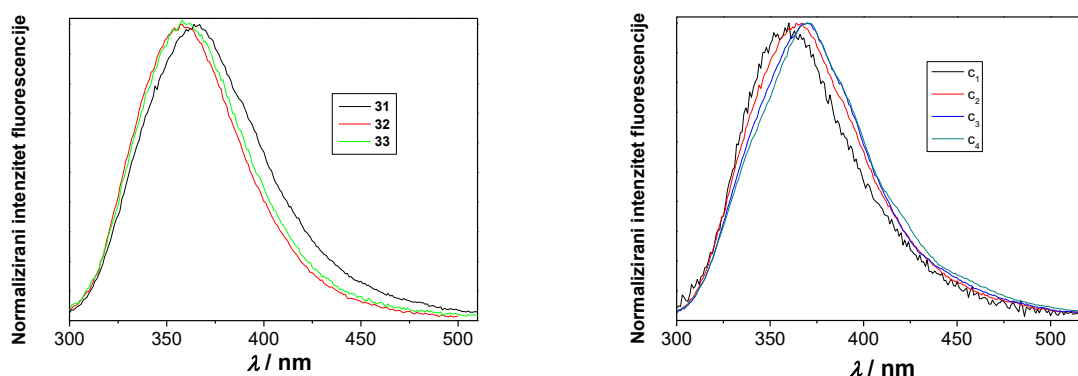 Normalizirani intenzitet fluorescencije
31
32
33
300
350
400
450
500
λ / nm
Normalizirani intenzitet fluorescencije
c₁
c₂
c₃
c₄
300
350
400
450
500
λ / nm